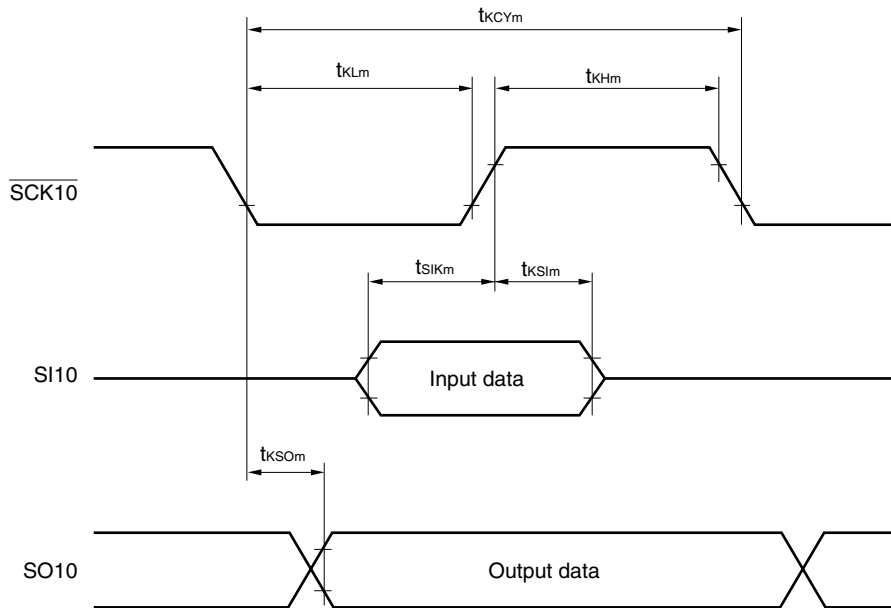 tKCYm
tKLm
tKHm
SCK10
tSIKm
tKSIm
SI10
Input data
tKSOm
SO10
Output data